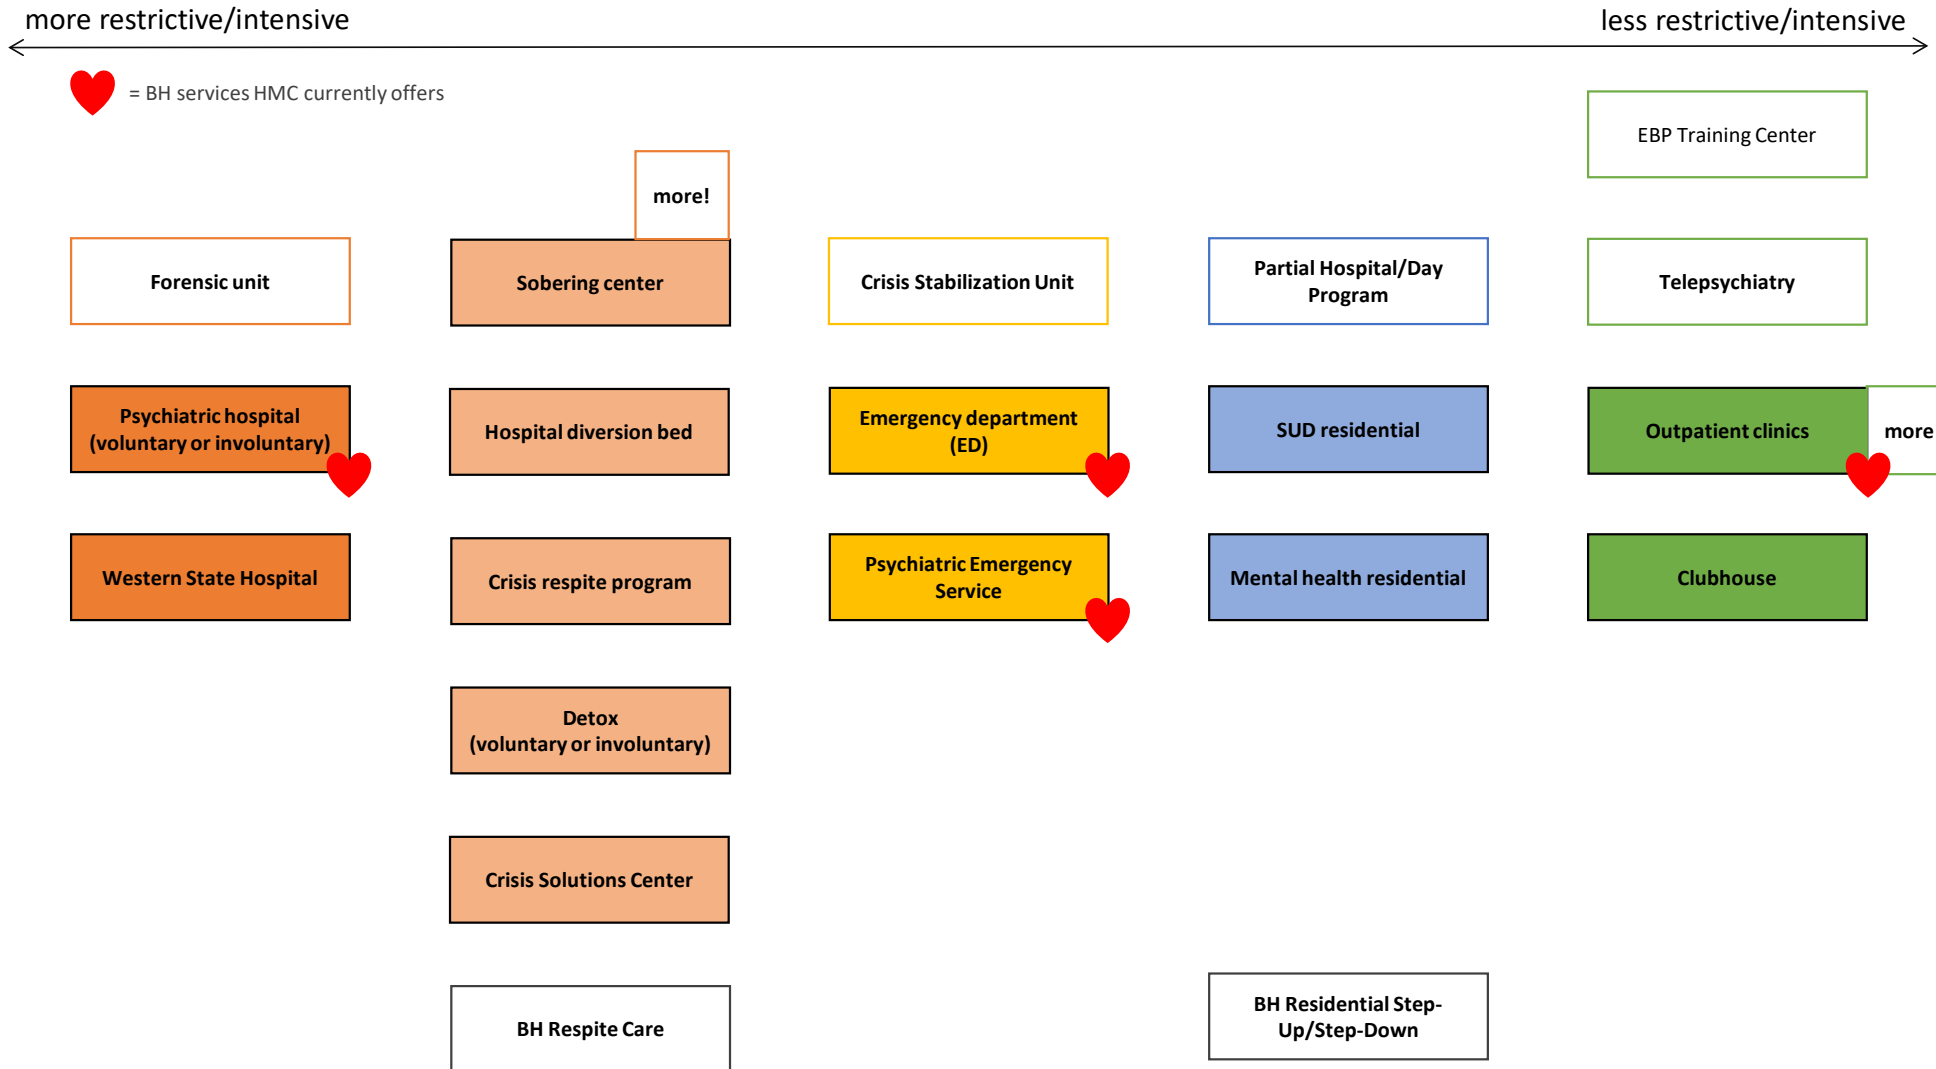 more restrictive/intensive
less restrictive/intensive
= BH services HMC currently offers
EBP Training Center
more!
Forensic unit
Sobering center
Crisis Stabilization Unit
Partial Hospital/Day
Program
Telepsychiatry
Psychiatric hospital
(voluntary or involuntary)
Hospital diversion bed
Emergency department
(ED)
SUD residential
Outpatient clinics
more
Western State Hospital
Crisis respite program
Psychiatric Emergency
Service
Mental health residential
Clubhouse
Detox
(voluntary or involuntary)
Crisis Solutions Center
BH Respite Care
BH Residential Step-
Up/Step-Down